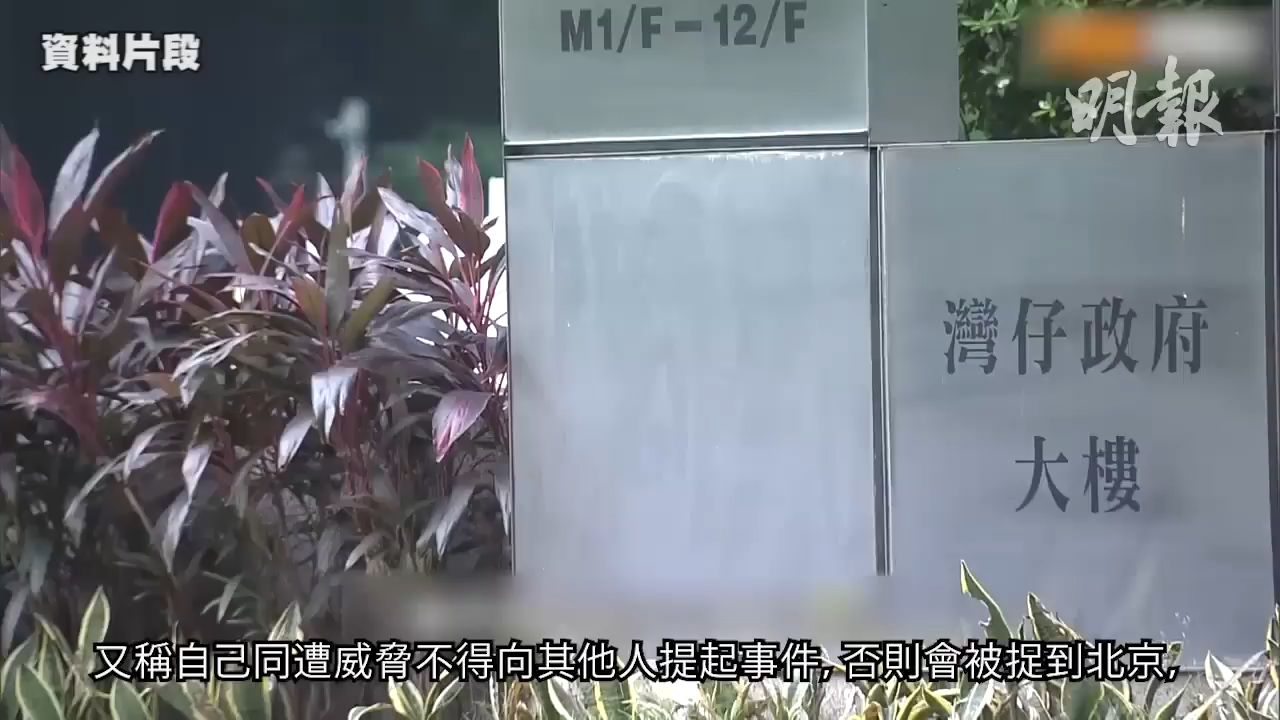 資料片段
M1/F－12/F
明報
灣仔政府
大樓
又稱自己同遭威脅不得向其他人提起事件, 否則會被捉到北京,